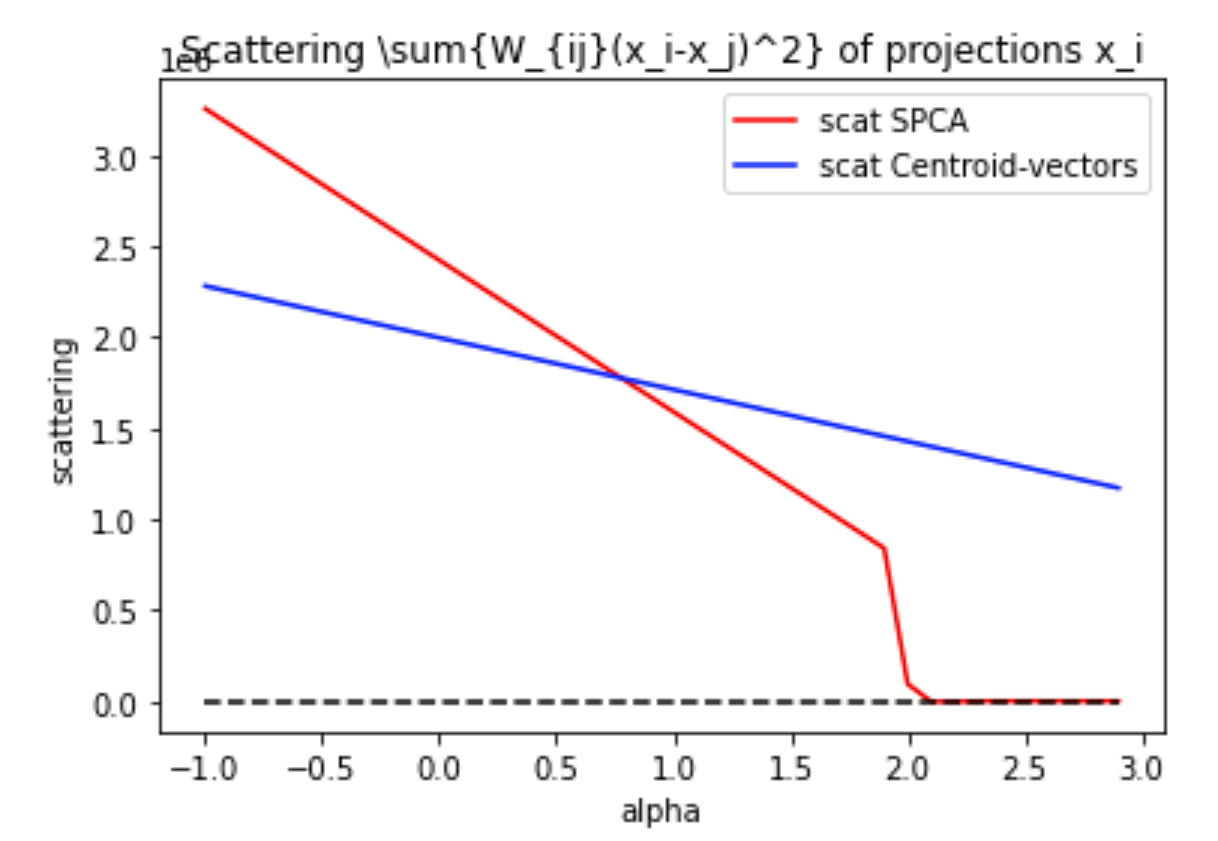 Scattering \sum{W_{ij}(x_i-x_j)^2} of projections x_i
1e6
scat SPCA
scat Centroid-vectors
3.0
2.5
2.0
1.5
1.0
0.5
0.0
scattering
−1.0 −0.5 0.0 0.5 1.0 1.5 2.0 2.5 3.0
alpha